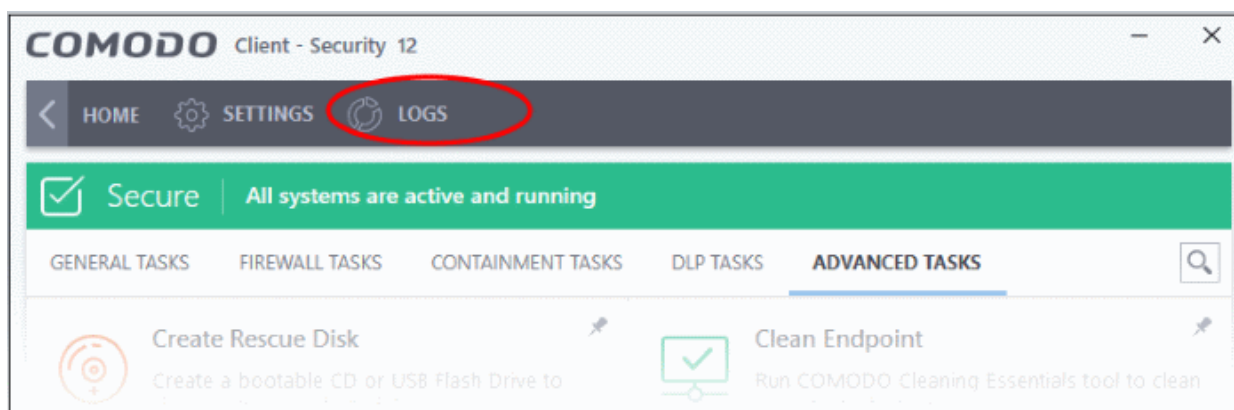 COMODO Client - Security 12
HOME SETTINGS LOGS
Secure All systems are active and running
GENERAL TASKS FIREWALL TASKS CONTAINMENT TASKS DLP TASKS ADVANCED TASKS
Create Rescue Disk
Create a bootable CD or USB Flash Drive to
Clean Endpoint
Run COMODO Cleaning Essentials tool to clean